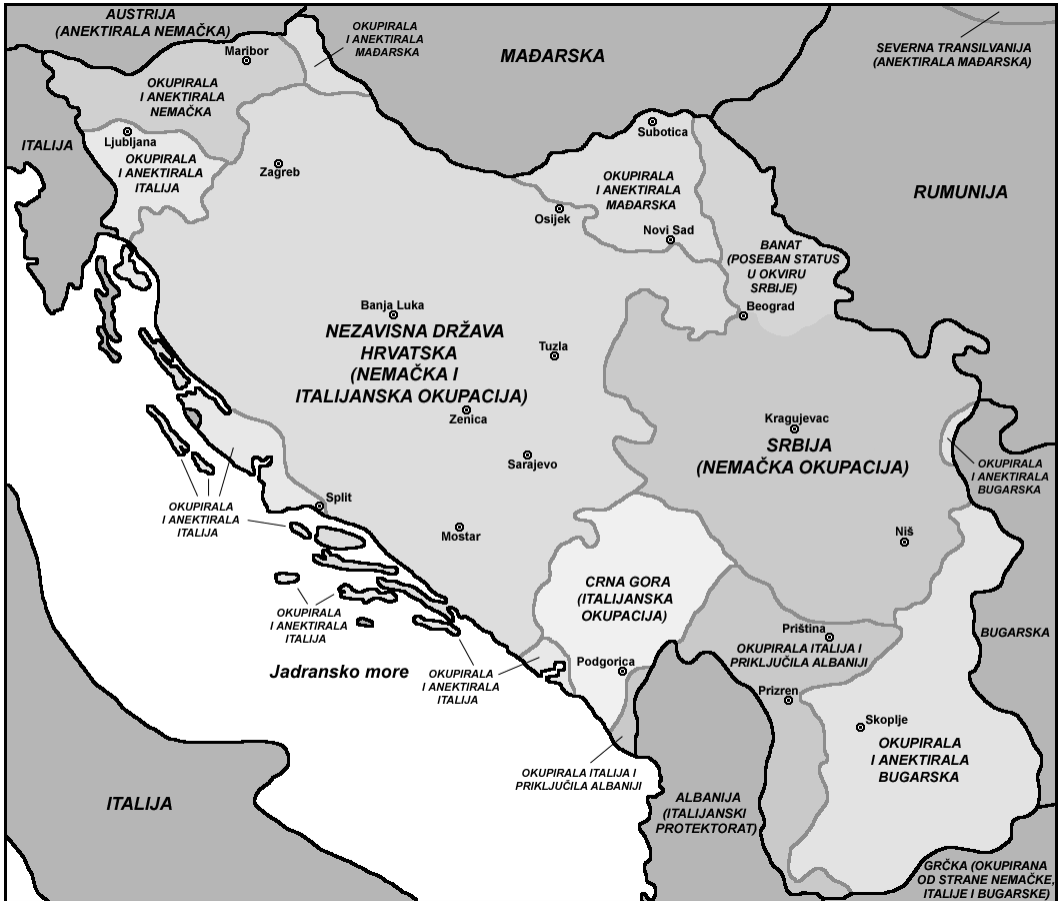 AUSTRIJA
(ANEKTIRALA NEMAČKA)
Maribor
OKUPIRALA
I ANEKTIRALA
MAĐARSKA
MAĐARSKA
SEVERNA TRANSILVANIJA
(ANEKTIRALA MAĐARSKA)
OKUPIRALA
I ANEKTIRALA
NEMAČKA
ITALIJA
Ljubljana
OKUPIRALA
I ANEKTIRALA
ITALIJA
Zagreb
Subotica
OKUPIRALA
I ANEKTIRALA
MAĐARSKA
Osijek
Novi Sad
RUMUNIJA
BANAT
(POSEBAN STATUS
U OKVIRU
SRBIJE)
Beograd
Banja Luka
NEZAVISNA DRŽAVA
HRVATSKA
(NEMAČKA I
ITALIJANSKA OKUPACIJA)
Tuzla
Zenica
Sarajevo
Kragujevac
SRBIJA
(NEMAČKA OKUPACIJA)
OKUPIRALA
I ANEKTIRALA
BUGARSKA
Split
OKUPIRALA
I ANEKTIRALA
ITALIJA
Mostar
Niš
CRNA GORA
(ITALIJANSKA
OKUPACIJA)
OKUPIRALA
I ANEKTIRALA
ITALIJA
Priština
OKUPIRALA ITALIJA I
PRIKLJUČILA ALBANIJI
BUGARSKA
Jadransko more
OKUPIRALA
I ANEKTIRALA
ITALIJA
Podgorica
Prizren
Skoplje
OKUPIRALA
I ANEKTIRALA
BUGARSKA
OKUPIRALA ITALIJA I
PRIKLJUČILA ALBANIJI
ITALIJA
ALBANIJA
(ITALIJANSKI
PROTEKTORAT)
GRČKA (OKUPIRANA
OD STRANE NEMAČKE,
ITALIJE I BUGARSKE)